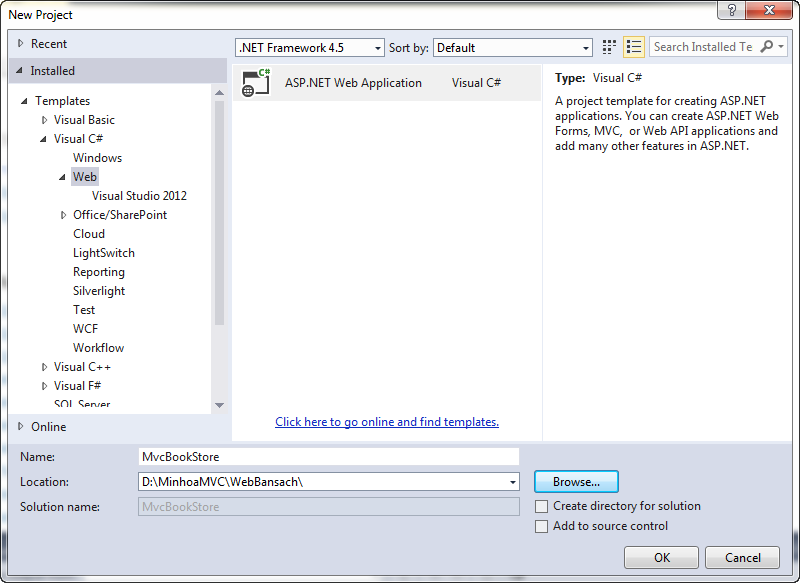 New Project
?
Recent
Installed
.NET Framework 4.5
Sort by:
Default
Search Installed Te
Templates
Visual Basic
Visual C#
Windows
Web
Visual Studio 2012
Office/SharePoint
Cloud
LightSwitch
Reporting
Silverlight
Test
WCF
Workflow
Visual C++
Visual F#
SQL Server
Online
C#
ASP.NET Web Application
Visual C#
Click here to go online and find templates.
Type: Visual C#
A project template for creating ASP.NET
applications. You can create ASP.NET Web
Forms, MVC, or Web API applications and
add many other features in ASP.NET.
Name:
MvcBookStore
Location:
D:\MinhoaMVC\WebBansach\
Browse...
Solution name:
MvcBookStore
Create directory for solution
Add to source control
OK
Cancel